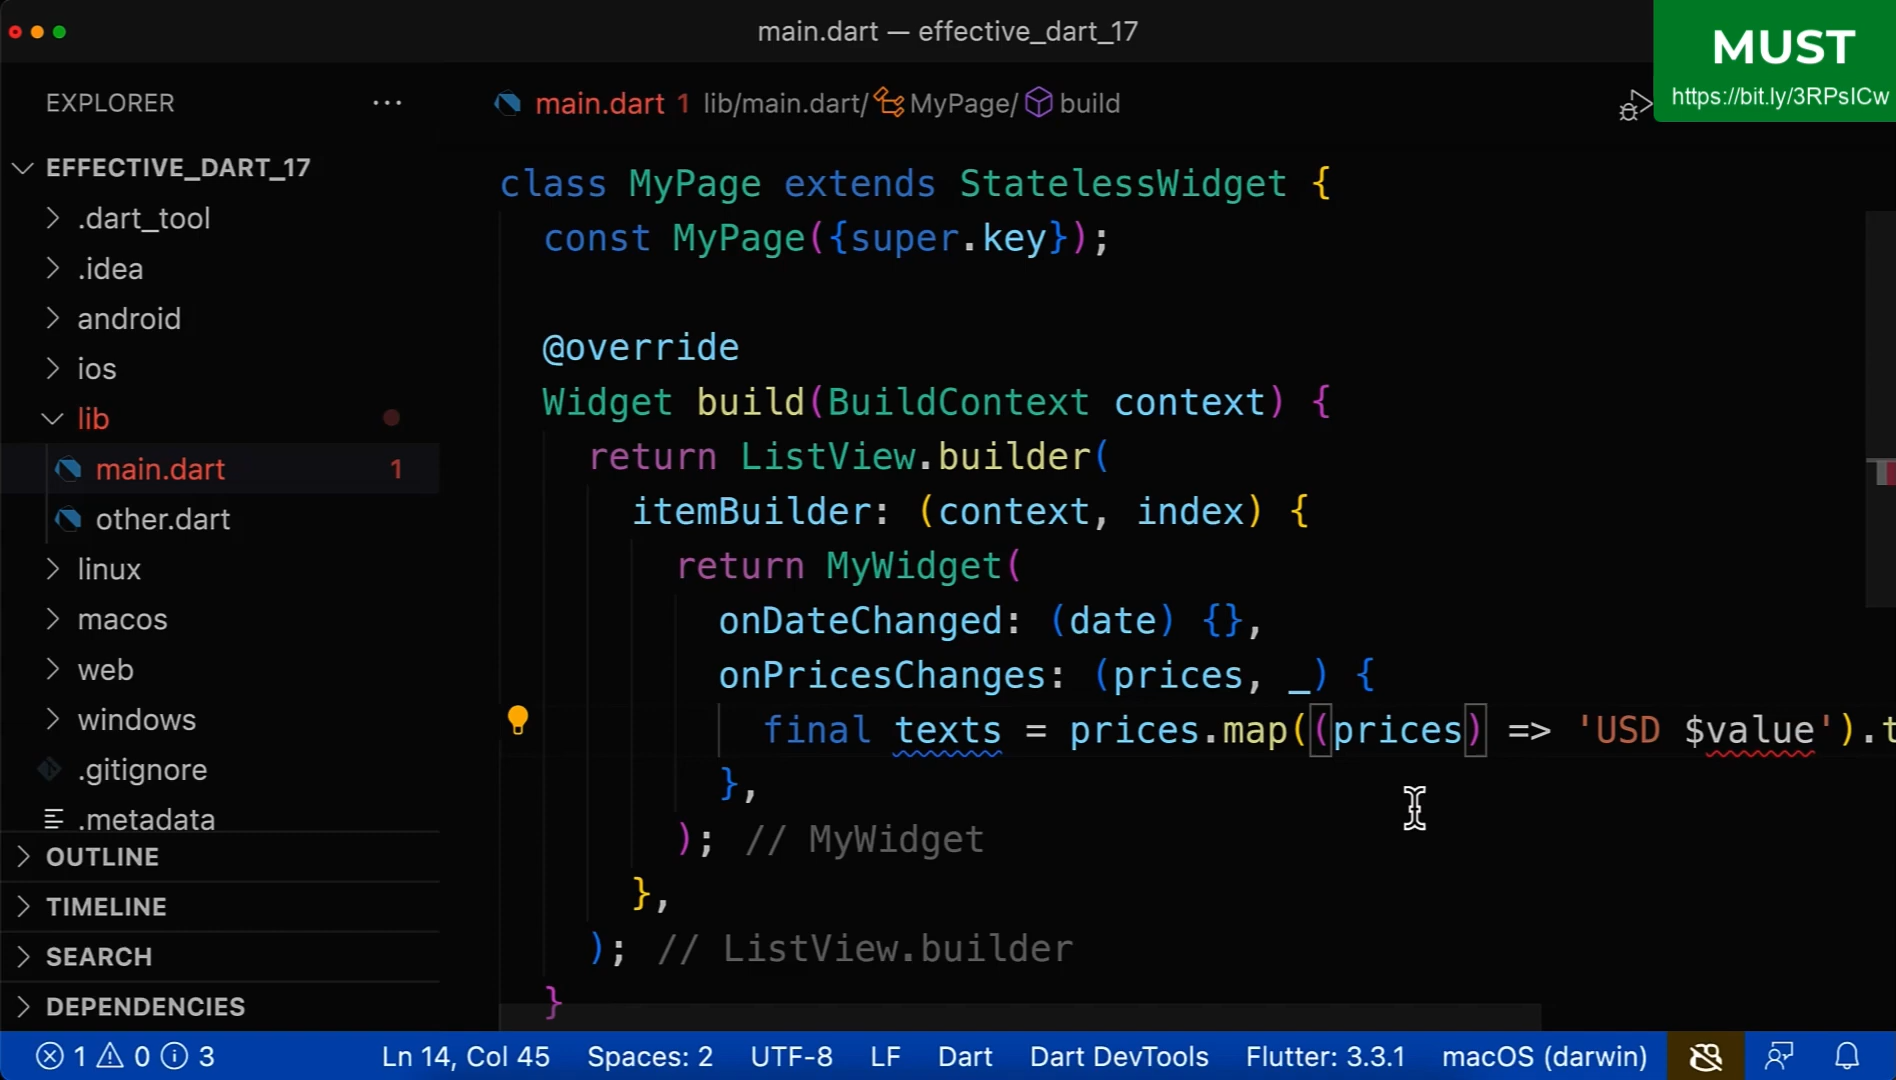 main.dart — effective_dart_17
MUST
https://bit.ly/3RPsICw
EXPLORER ...
main.dart 1 lib/main.dart/ MyPage/ build
EFFECTIVE_DART_17
.dart_tool
.idea
android
ios
lib
main.dart 1
other.dart
linux
macos
web
windows
.gitignore
.metadata
OUTLINE
TIMELINE
SEARCH
DEPENDENCIES
class MyPage extends StatelessWidget {
const MyPage({super.key});
@override
Widget build(BuildContext context) {
return ListView.builder(
itemBuilder: (context, index) {
return MyWidget(
onDateChanged: (date) {},
onPricesChanges: (prices, _) {
final texts = prices.map((prices) => 'USD $value').t
},
); // MyWidget
},
); // ListView.builder
}
1 0 3 Ln 14, Col 45 Spaces: 2 UTF-8 LF Dart Dart DevTools Flutter: 3.3.1 macOS (darwin)